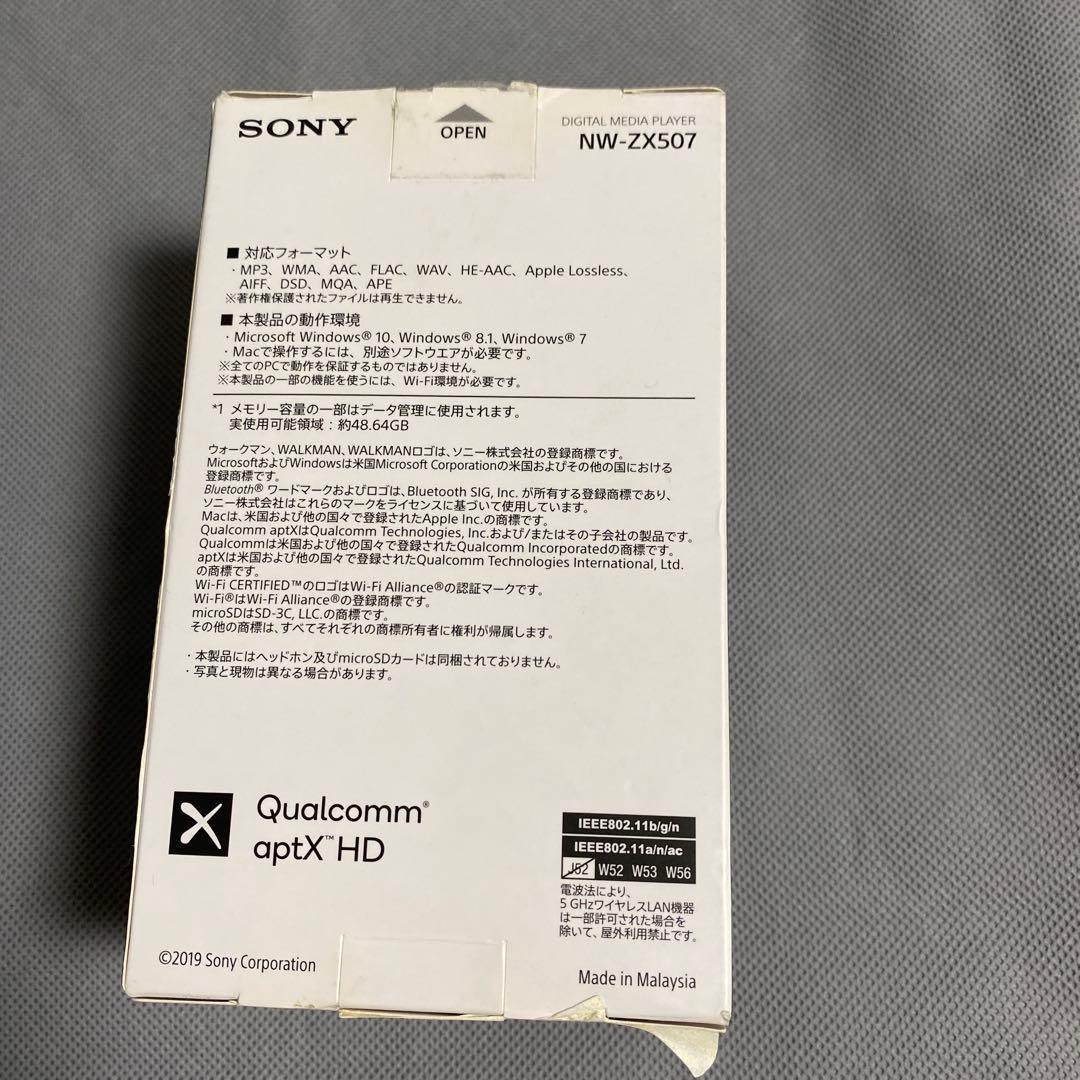 SONY
OPEN
DIGITAL MEDIA PLAYER
NW-ZX507
■ 対応フォーマット
・MP3、WMA、AAC、FLAC、WAV、HE-AAC、Apple Lossless、
AIFF、DSD、MQA、APE
※著作権保護されたファイルは再生できません。
■ 本製品の動作環境
・Microsoft Windows® 10、Windows® 8.1、Windows® 7
・Macで操作するには、別途ソフトウエアが必要です。
※全てのPCで動作を保証するものではありません。
※本製品の一部の機能を使うには、Wi-Fi環境が必要です。
*1 メモリー容量の一部はデータ管理に使用されます。
実使用可能領域：約48.64GB
ウォークマン、WALKMAN、WALKMANロゴは、ソニー株式会社の登録商標です。
MicrosoftおよびWindowsは米国Microsoft Corporationの米国およびその他の国における
登録商標です。
Bluetooth® ワードマークおよびロゴは、Bluetooth SIG, Inc. が所有する登録商標であり、
ソニー株式会社はこれらのマークをライセンスに基づいて使用しています。
Macは、米国および他の国々で登録されたApple Inc.の商標です。
Qualcomm aptXはQualcomm Technologies, Inc.および/またはその子会社の製品です。
Qualcommは米国および他の国々で登録されたQualcomm Incorporatedの商標です。
aptXは米国および他の国々で登録されたQualcomm Technologies International, Ltd.
の商標です。
Wi-Fi CERTIFIED™のロゴはWi-Fi Alliance®の認証マークです。
Wi-Fi®はWi-Fi Alliance®の登録商標です。
microSDはSD-3C, LLC.の商標です。
その他の商標は、すべてそれぞれの商標所有者に権利が帰属します。
・本製品にはヘッドホン及びmicroSDカードは同梱されておりません。
・写真と現物は異なる場合があります。
Qualcomm®
aptX™ HD
IEEE802.11b/g/n
IEEE802.11a/n/ac
J52 W52 W53 W56
電波法により、
5 GHzワイヤレスLAN機器
は一部許可された場合を
除いて、屋外利用禁止です。
©2019 Sony Corporation
Made in Malaysia